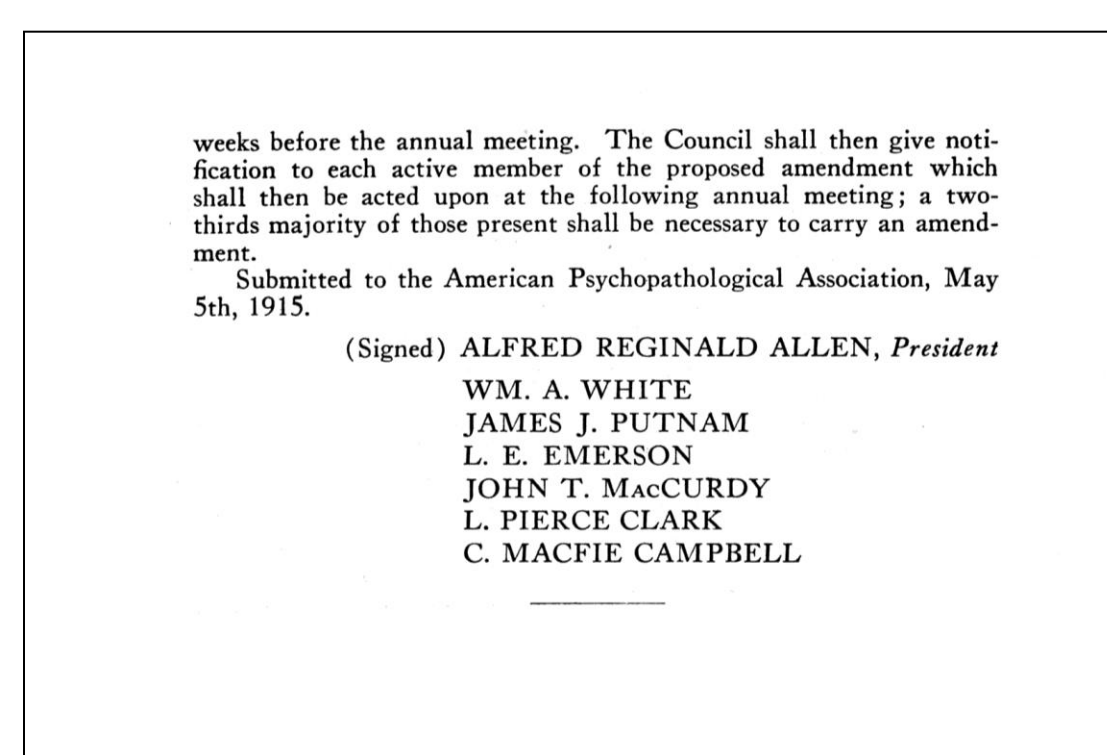 weeks before the annual meeting. The Council shall then give noti-
fication to each active member of the proposed amendment which
shall then be acted upon at the following annual meeting; a two-
thirds majority of those present shall be necessary to carry an amend-
ment.
Submitted to the American Psychopathological Association, May
5th, 1915.
(Signed) ALFRED REGINALD ALLEN, President
WM. A. WHITE
JAMES J. PUTNAM
L. E. EMERSON
JOHN T. MACCURDY
L. PIERCE CLARK
C. MACFIE CAMPBELL